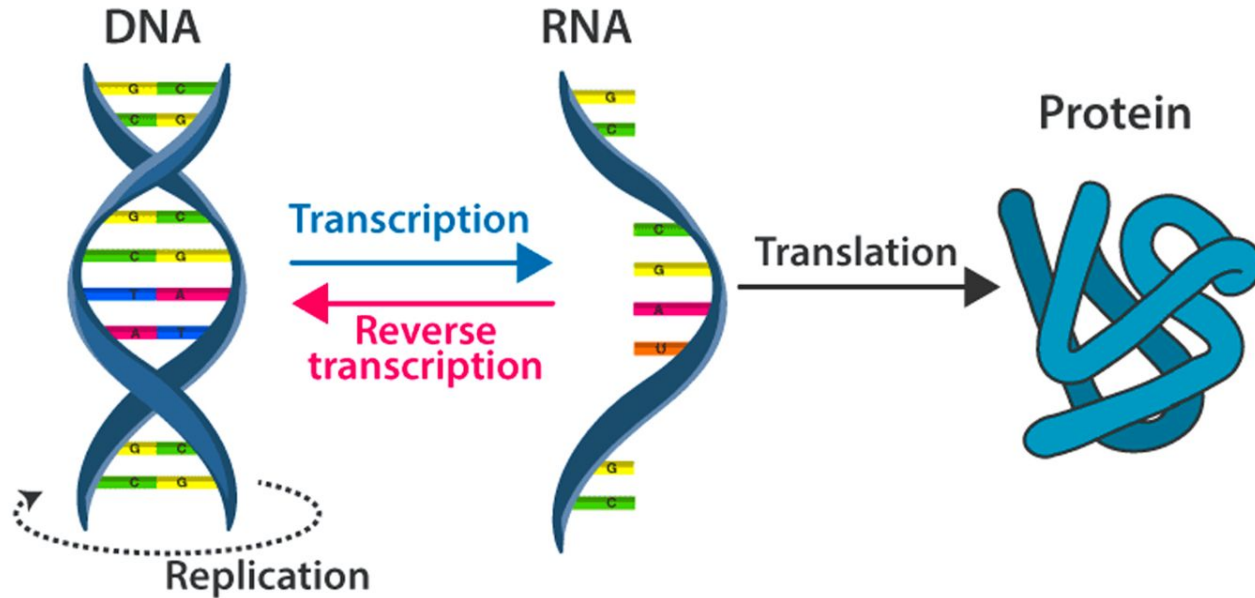 DNA
RNA
Protein
G C
C G
G C
C G
T A
A T
G C
C G
Transcription
Reverse
transcription
G
C
C
G
A
U
G
C
Translation
Replication